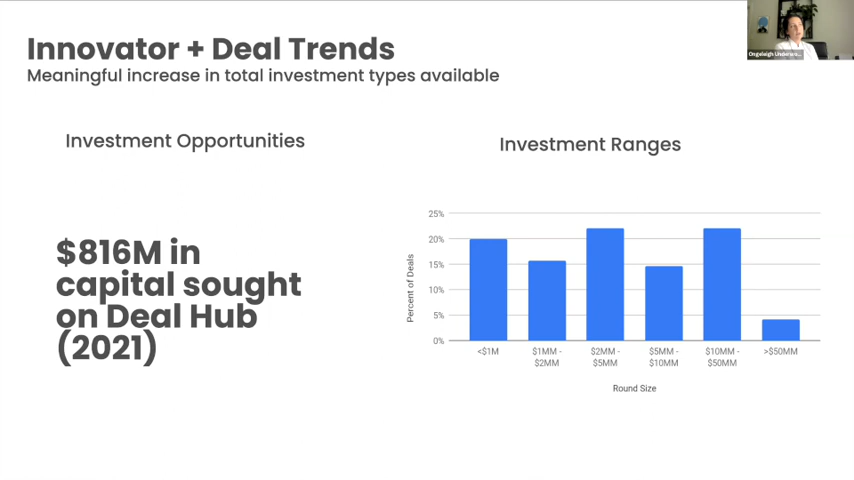 Innovator + Deal Trends
Meaningful increase in total investment types available
Investment Opportunities
$816M in
capital sought
on Deal Hub
(2021)
Investment Ranges
Percent of Deals
25%
20%
15%
10%
5%
0%
<$1M
$1MM -
$2MM
$2MM -
$5MM
$5MM -
$10MM
$10MM -
$50MM
>$50MM
Round Size